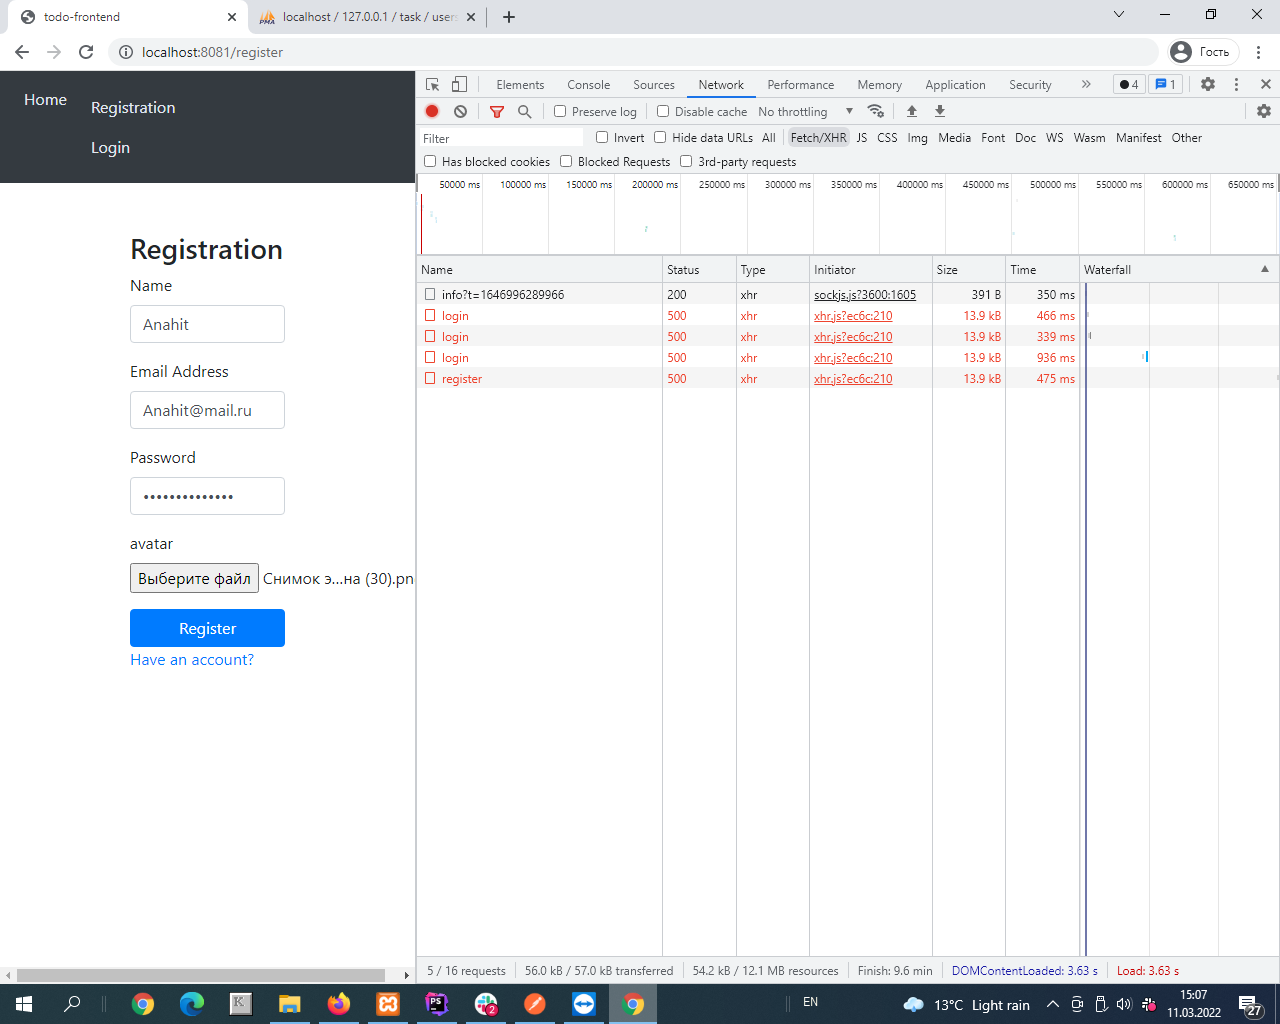 todo-frontend
localhost / 127.0.0.1 / task / user
localhost:8081/register
Гость
Home
Registration
Login
Registration
Name
Anahit
Email Address
Anahit@mail.ru
Password
••••••••••••••
avatar
Выберите файл Снимок э...на (30).pn
Register
Have an account?
Elements Console Sources Network Performance Memory Application Security » 4 1
Preserve log Disable cache No throttling
Filter Invert Hide data URLs All Fetch/XHR JS CSS Img Media Font Doc WS Wasm Manifest Other
Has blocked cookies Blocked Requests 3rd-party requests
50000 ms 100000 ms 150000 ms 200000 ms 250000 ms 300000 ms 350000 ms 400000 ms 450000 ms 500000 ms 550000 ms 600000 ms 650000 ms
Name Status Type Initiator Size Time Waterfall
info?t=1646996289966 200 xhr sockjs.js?3600:1605 391 B 350 ms
login 500 xhr xhr.js?ec6c:210 13.9 kB 466 ms
login 500 xhr xhr.js?ec6c:210 13.9 kB 339 ms
login 500 xhr xhr.js?ec6c:210 13.9 kB 936 ms
register 500 xhr xhr.js?ec6c:210 13.9 kB 475 ms
5 / 16 requests 56.0 kB / 57.0 kB transferred 54.2 kB / 12.1 MB resources Finish: 9.6 min DOMContentLoaded: 3.63 s Load: 3.63 s
EN
13°C Light rain
15:07
11.03.2022
27